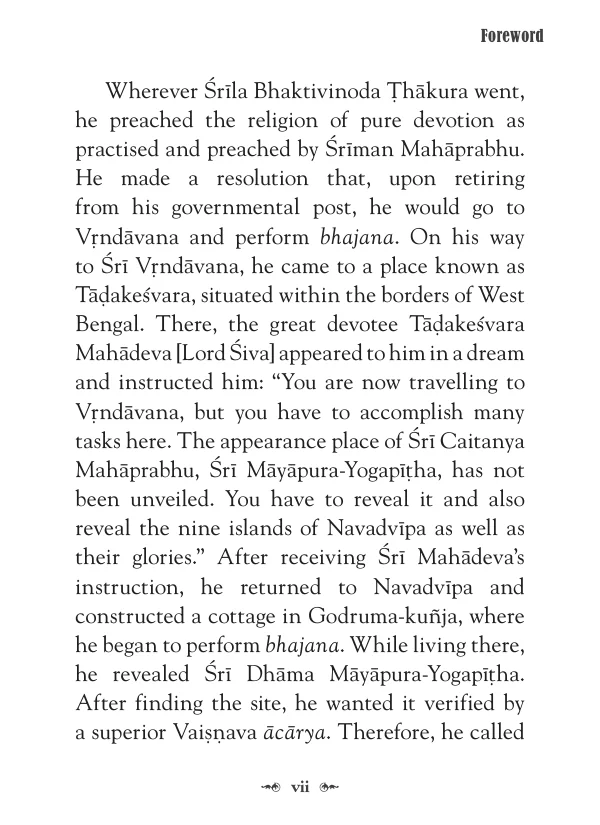 Foreword
Wherever Śrīla Bhaktivinoda Ṭhākura went,
he preached the religion of pure devotion as
practised and preached by Śrīman Mahāprabhu.
He made a resolution that, upon retiring
from his governmental post, he would go to
Vṛndāvana and perform bhajana. On his way
to Śrī Vṛndāvana, he came to a place known as
Tāḍakeśvara, situated within the borders of West
Bengal. There, the great devotee Tāḍakeśvara
Mahādeva [Lord Śiva] appeared to him in a dream
and instructed him: “You are now travelling to
Vṛndāvana, but you have to accomplish many
tasks here. The appearance place of Śrī Caitanya
Mahāprabhu, Śrī Māyāpura-Yogapīṭha, has not
been unveiled. You have to reveal it and also
reveal the nine islands of Navadvīpa as well as
their glories.” After receiving Śrī Mahādeva’s
instruction, he returned to Navadvīpa and
constructed a cottage in Godruma-kuñja, where
he began to perform bhajana. While living there,
he revealed Śrī Dhāma Māyāpura-Yogapīṭha.
After finding the site, he wanted it verified by
a superior Vaiṣṇava ācārya. Therefore, he called
vii